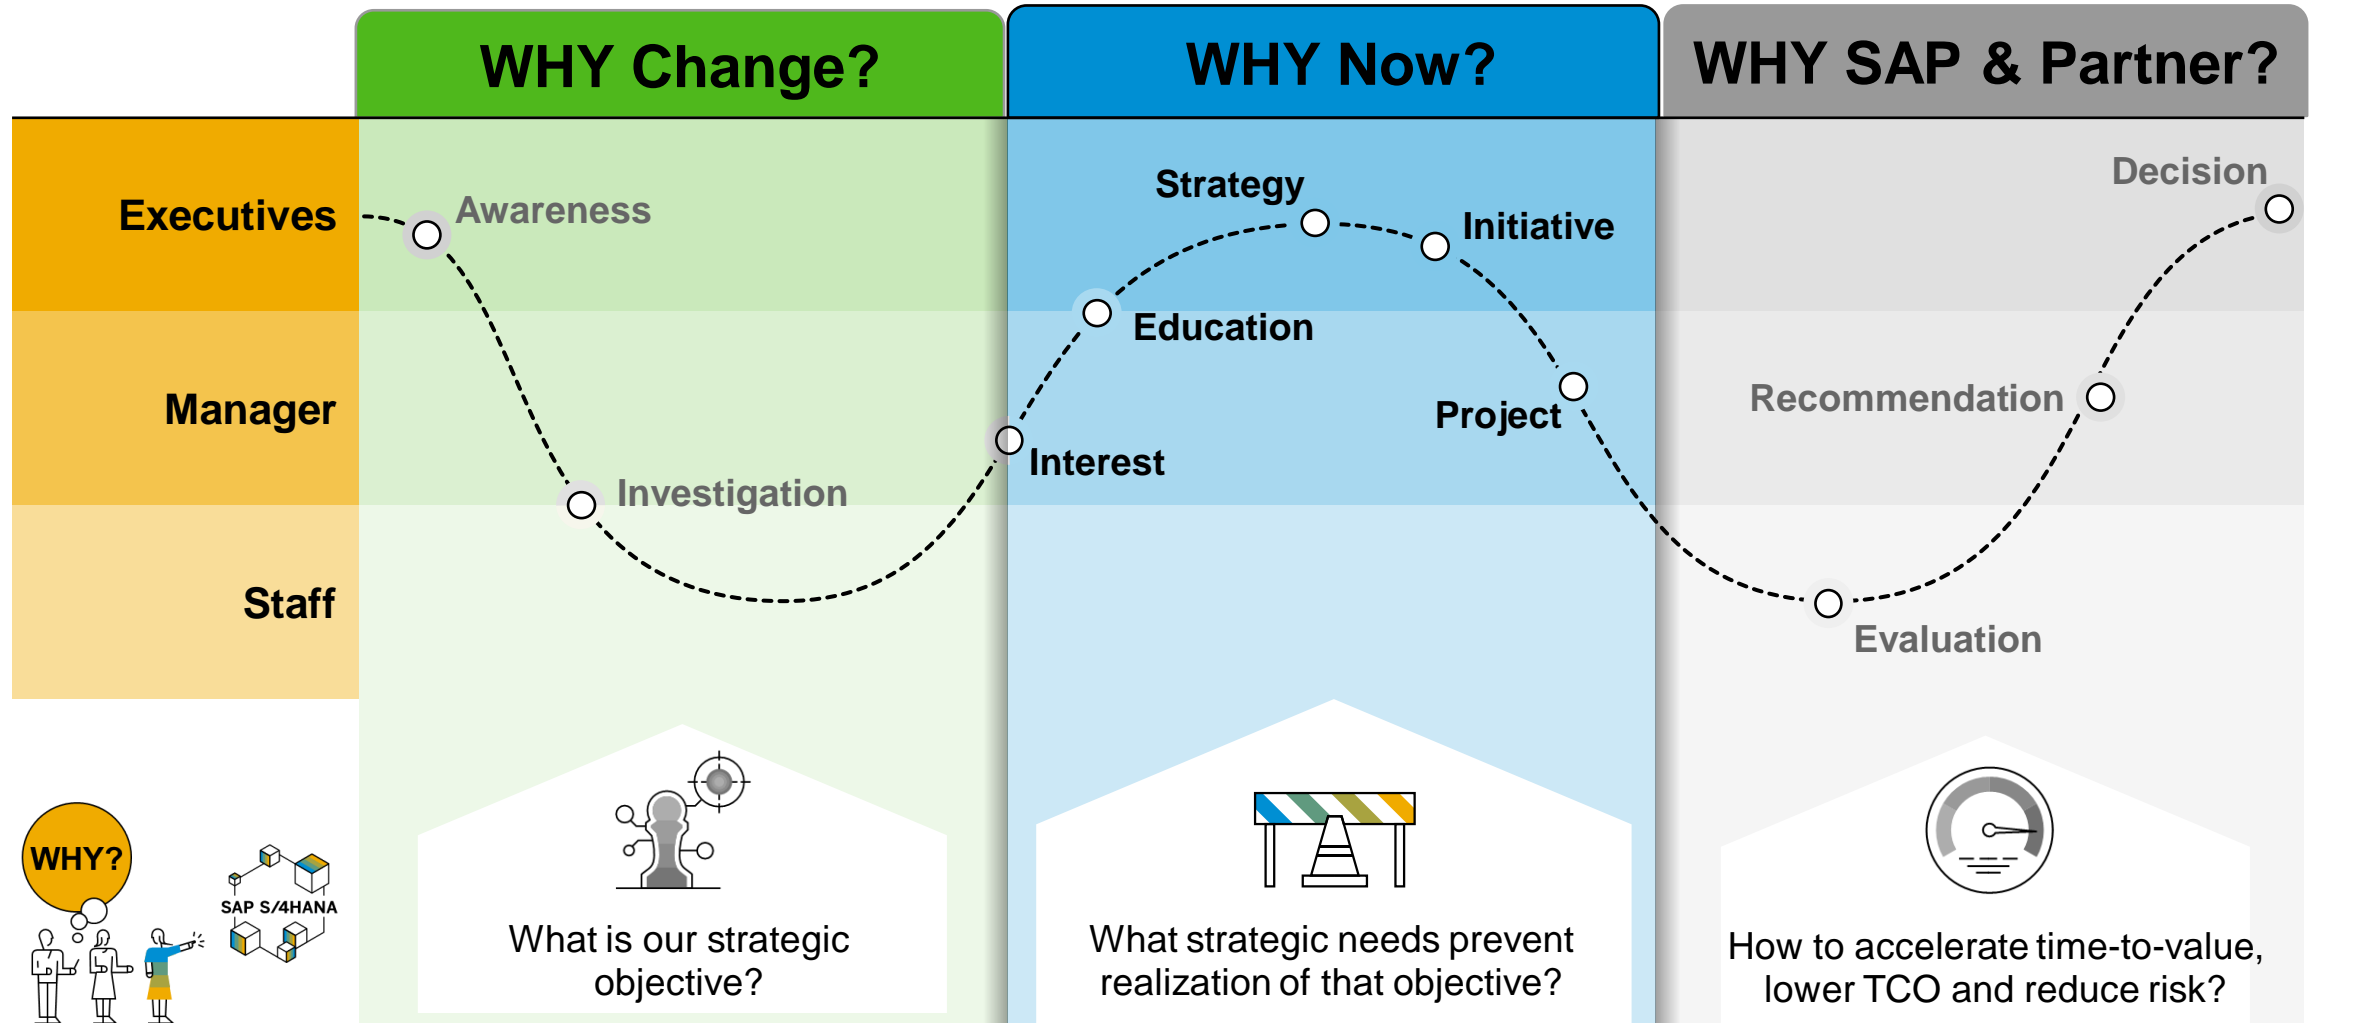 WHY Change?
WHY Now?
WHY SAP & Partner?
Executives
Awareness
Strategy
Initiative
Decision
Education
Manager
Interest
Project
Recommendation
Investigation
Staff
Evaluation
WHY?
SAP S/4HANA
What is our strategic
objective?
What strategic needs prevent
realization of that objective?
How to accelerate time-to-value,
lower TCO and reduce risk?